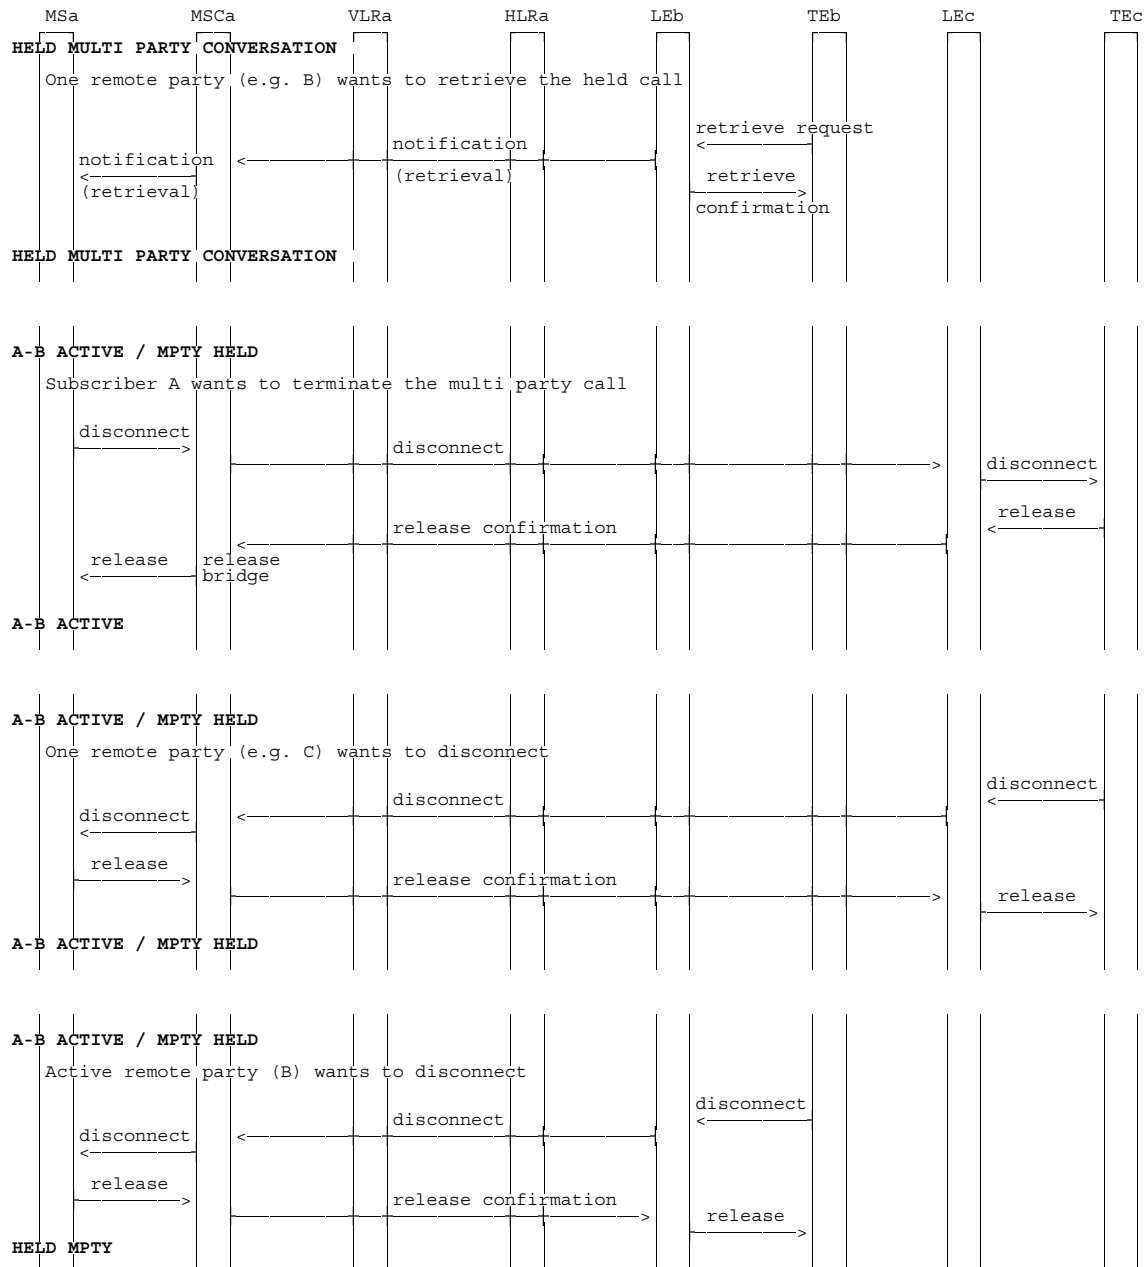 MSa MSCa VLRa HLRa LEb TEb LEc TEc
HELD MULTI PARTY CONVERSATION
One remote party (e.g. B) wants to retrieve the held call
retrieve request
notification
notification
(retrieval)
retrieve
(retrieval)
confirmation
HELD MULTI PARTY CONVERSATION
A-B ACTIVE / MPTY HELD
Subscriber A wants to terminate the multi party call
disconnect
disconnect
disconnect
release
release confirmation
release release
bridge
A-B ACTIVE
A-B ACTIVE / MPTY HELD
One remote party (e.g. C) wants to disconnect
disconnect
disconnect
disconnect
release
release confirmation
release
A-B ACTIVE / MPTY HELD
A-B ACTIVE / MPTY HELD
Active remote party (B) wants to disconnect
disconnect
disconnect
disconnect
release
release confirmation
release
HELD MPTY